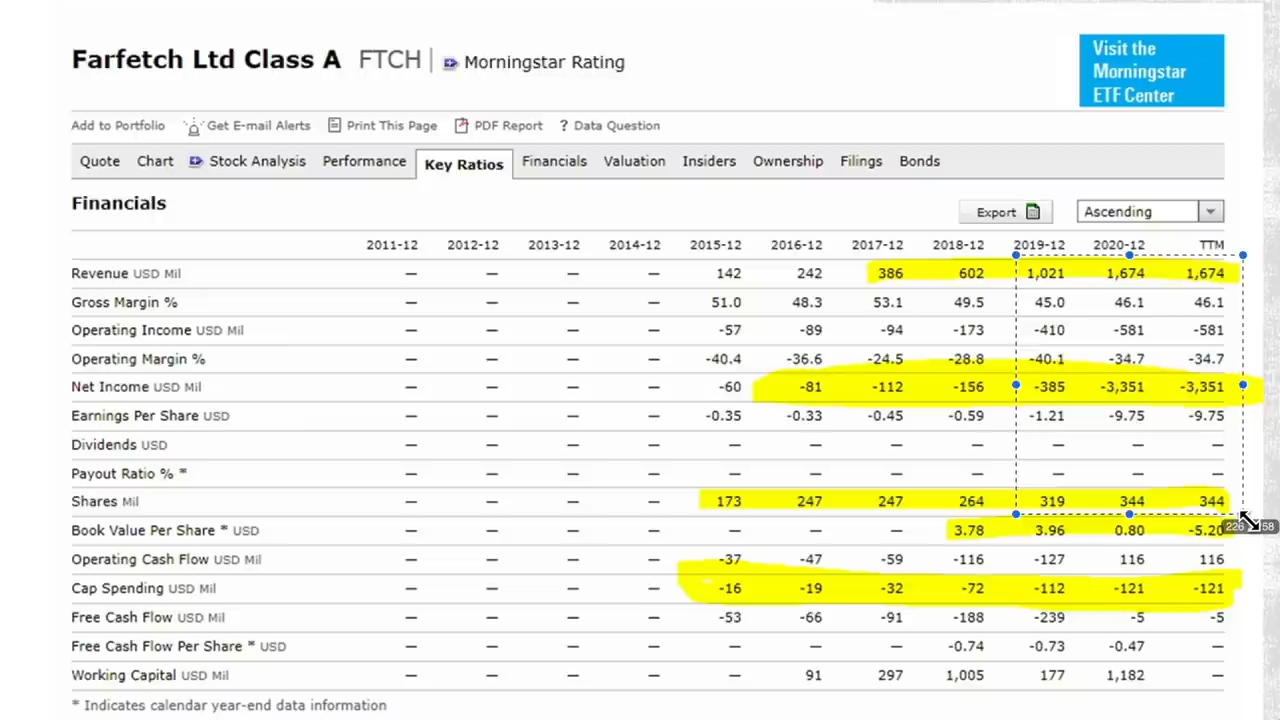 Farfetch Ltd Class A FTCH | Morningstar Rating
Visit the
Morningstar
ETF Center
Add to Portfolio Get E-mail Alerts Print This Page PDF Report ? Data Question
Quote Chart Stock Analysis Performance Key Ratios Financials Valuation Insiders Ownership Filings Bonds
Financials
Export Ascending
2011-12 2012-12 2013-12 2014-12 2015-12 2016-12 2017-12 2018-12 2019-12 2020-12 TTM
Revenue USD Mil — — — — 142 242 386 602 1,021 1,674 1,674
Gross Margin % — — — — 51.0 48.3 53.1 49.5 45.0 46.1 46.1
Operating Income USD Mil — — — — -57 -89 -94 -173 -410 -581 -581
Operating Margin % — — — — -40.4 -36.6 -24.5 -28.8 -40.1 -34.7 -34.7
Net Income USD Mil — — — — -60 -81 -112 -156 -385 -3,351 -3,351
Earnings Per Share USD — — — — -0.35 -0.33 -0.45 -0.59 -1.21 -9.75 -9.75
Dividends USD — — — — — — — — — — —
Payout Ratio % * — — — — — — — — — — —
Shares Mil — — — — 173 247 247 264 319 344 344
Book Value Per Share * USD — — — — — — — 3.78 3.96 0.80 -5.20
Operating Cash Flow USD Mil — — — — -37 -47 -59 -116 -127 116 116
Cap Spending USD Mil — — — — -16 -19 -32 -72 -112 -121 -121
Free Cash Flow USD Mil — — — — -53 -66 -91 -188 -239 -5 -5
Free Cash Flow Per Share * USD — — — — — — — -0.74 -0.73 -0.47 —
Working Capital USD Mil — — — — — 91 297 1,005 177 1,182 —
* Indicates calendar year-end data information